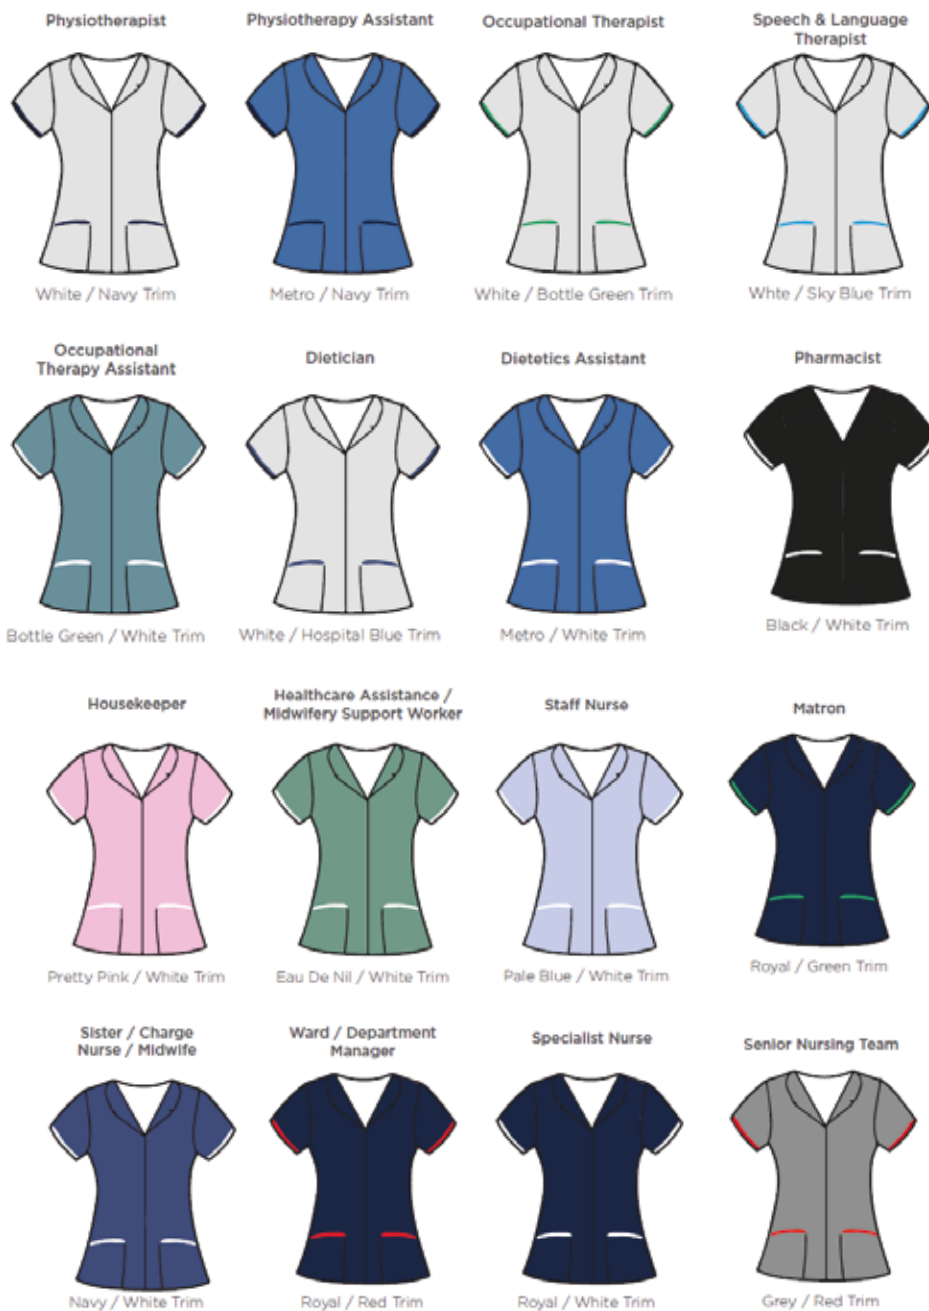 Physiotherapist
Physiotherapy Assistant
Occupational Therapist
Speech & Language
Therapist
White / Navy Trim
Metro / Navy Trim
White / Bottle Green Trim
Whte / Sky Blue Trim
Occupational
Therapy Assistant
Dietician
Dietetics Assistant
Pharmacist
Bottle Green / White Trim
White / Hospital Blue Trim
Metro / White Trim
Black / White Trim
Housekeeper
Healthcare Assistance /
Midwifery Support Worker
Staff Nurse
Matron
Pretty Pink / White Trim
Eau De Nil / White Trim
Pale Blue / White Trim
Royal / Green Trim
Sister / Charge
Nurse / Midwife
Ward / Department
Manager
Specialist Nurse
Senior Nursing Team
Navy / White Trim
Royal / Red Trim
Royal / White Trim
Grey / Red Trim